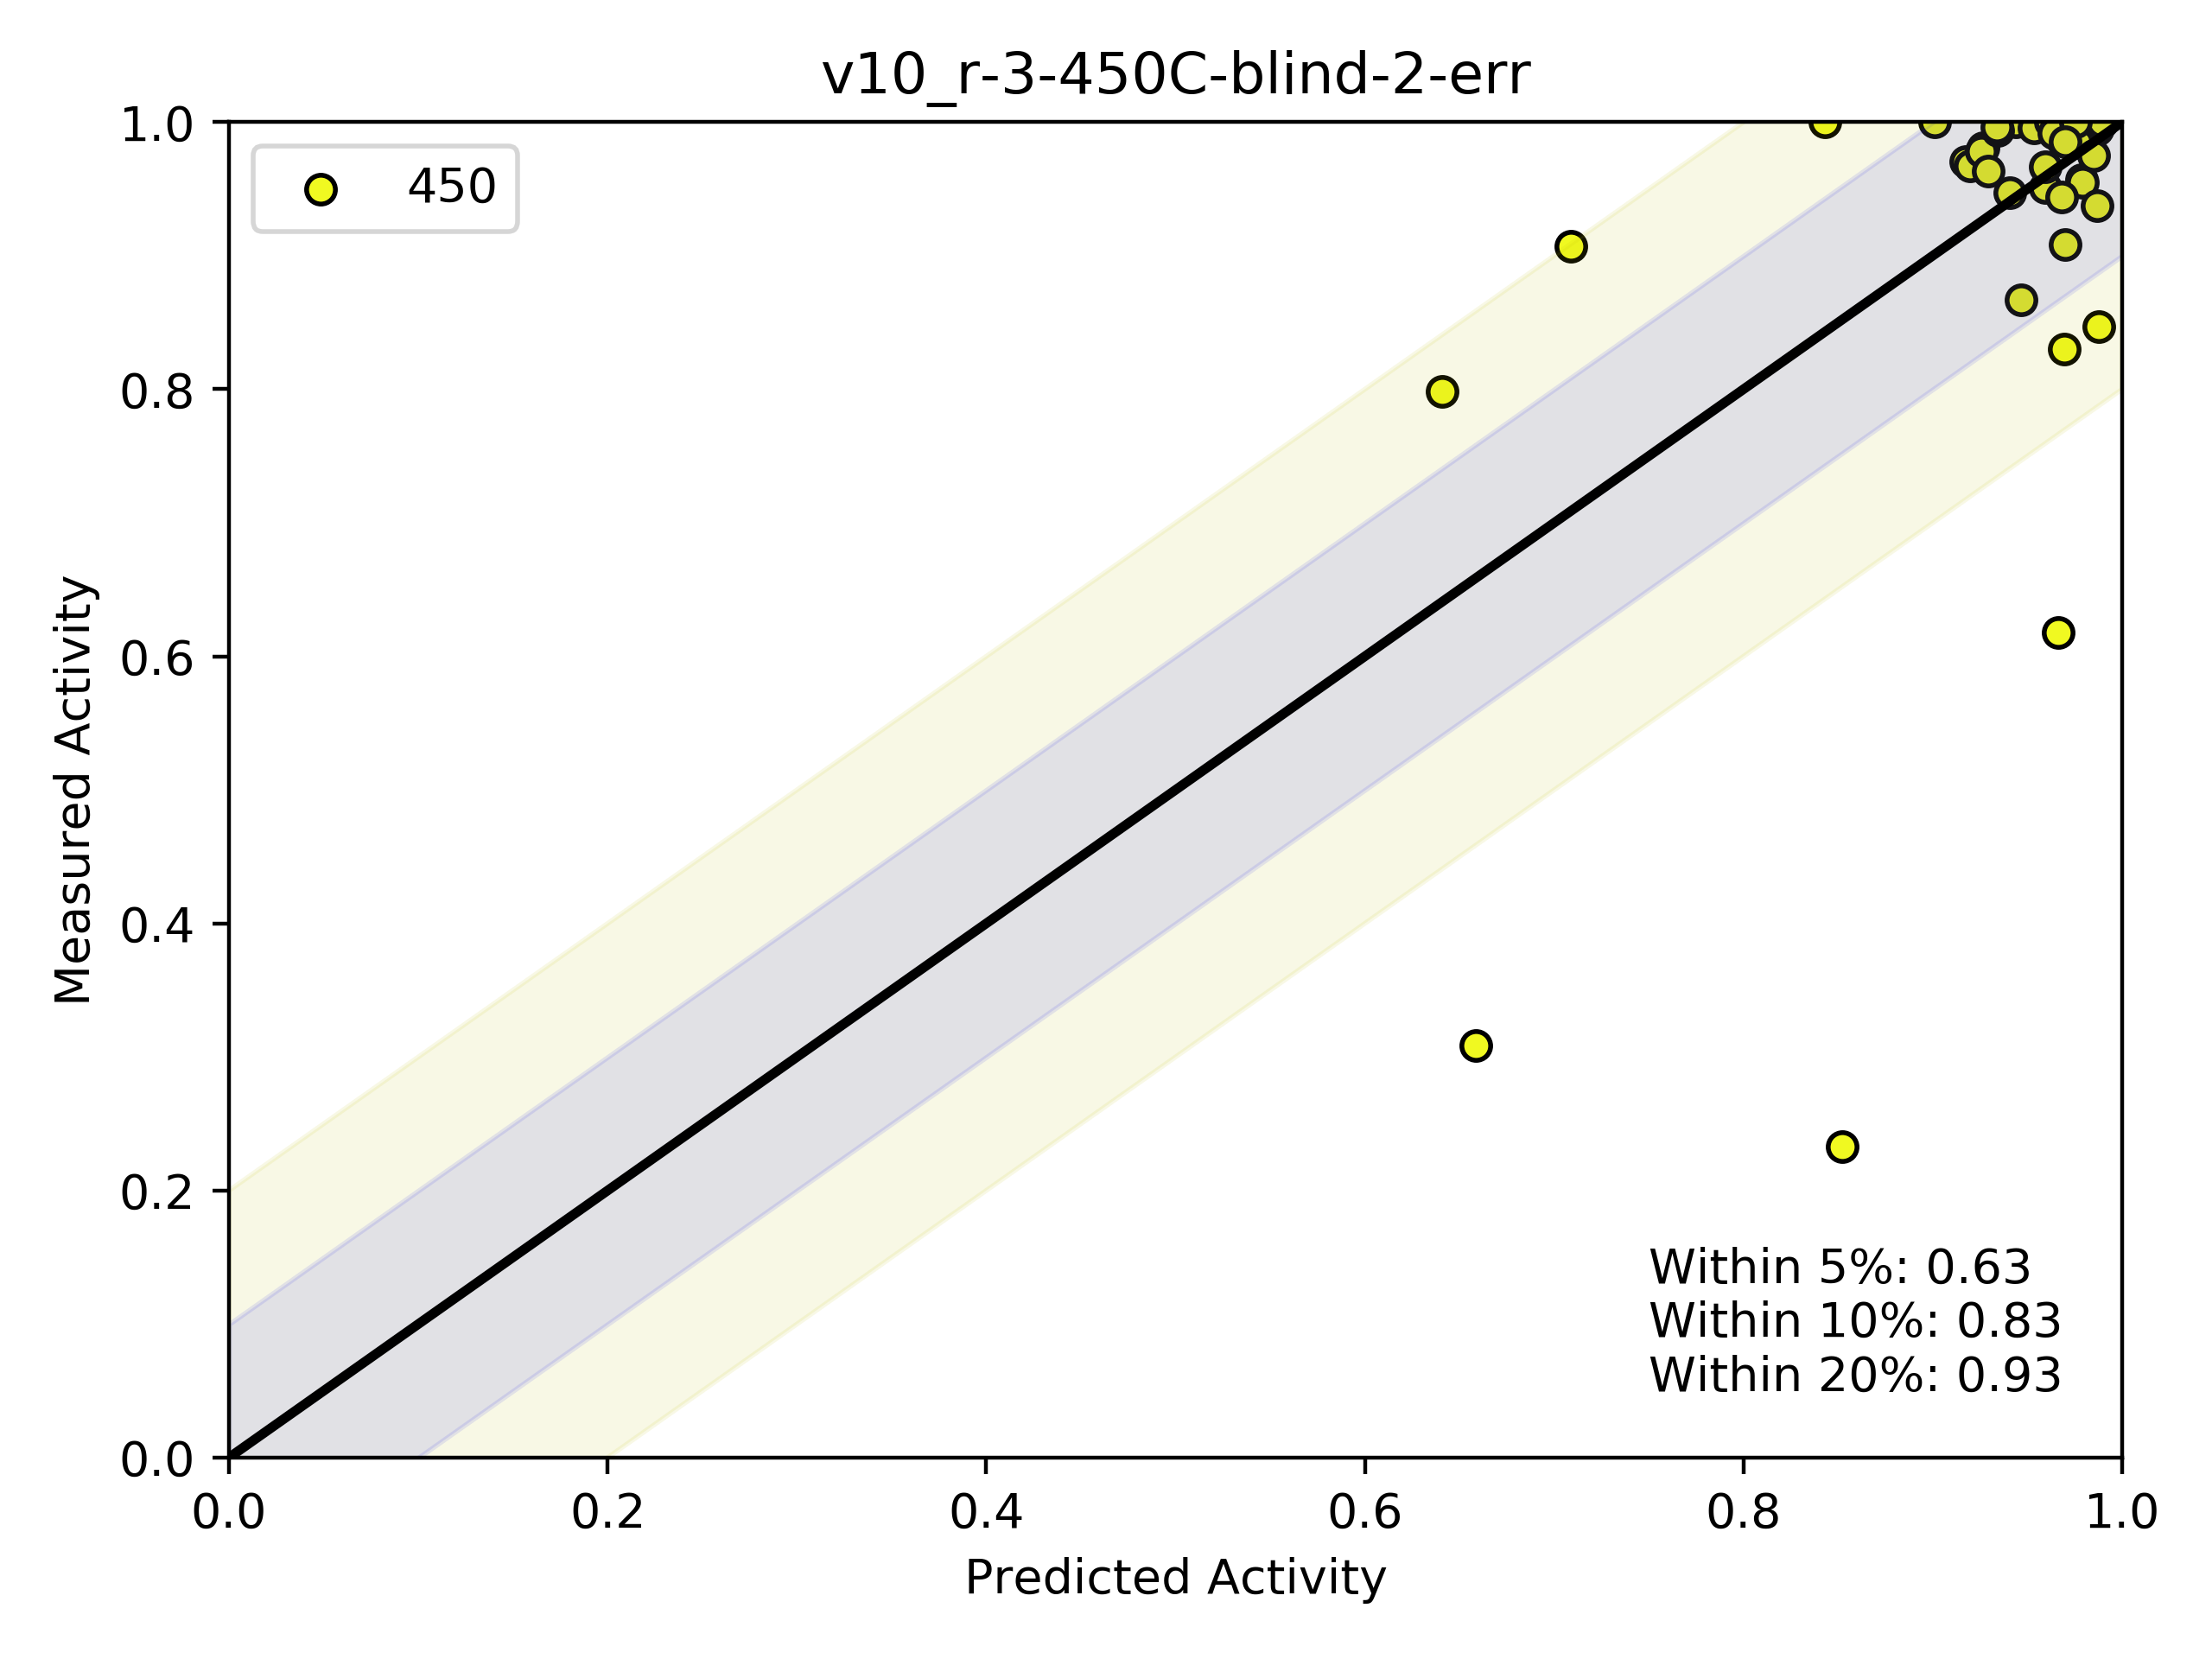 v10_r-3-450C-blind-2-err
1.0
450
0.8
0.6
Measured Activity
0.4
0.2
Within 5%: 0.63
Within 10%: 0.83
Within 20%: 0.93
0.0
0.0 0.2 0.4 0.6 0.8 1.0
Predicted Activity